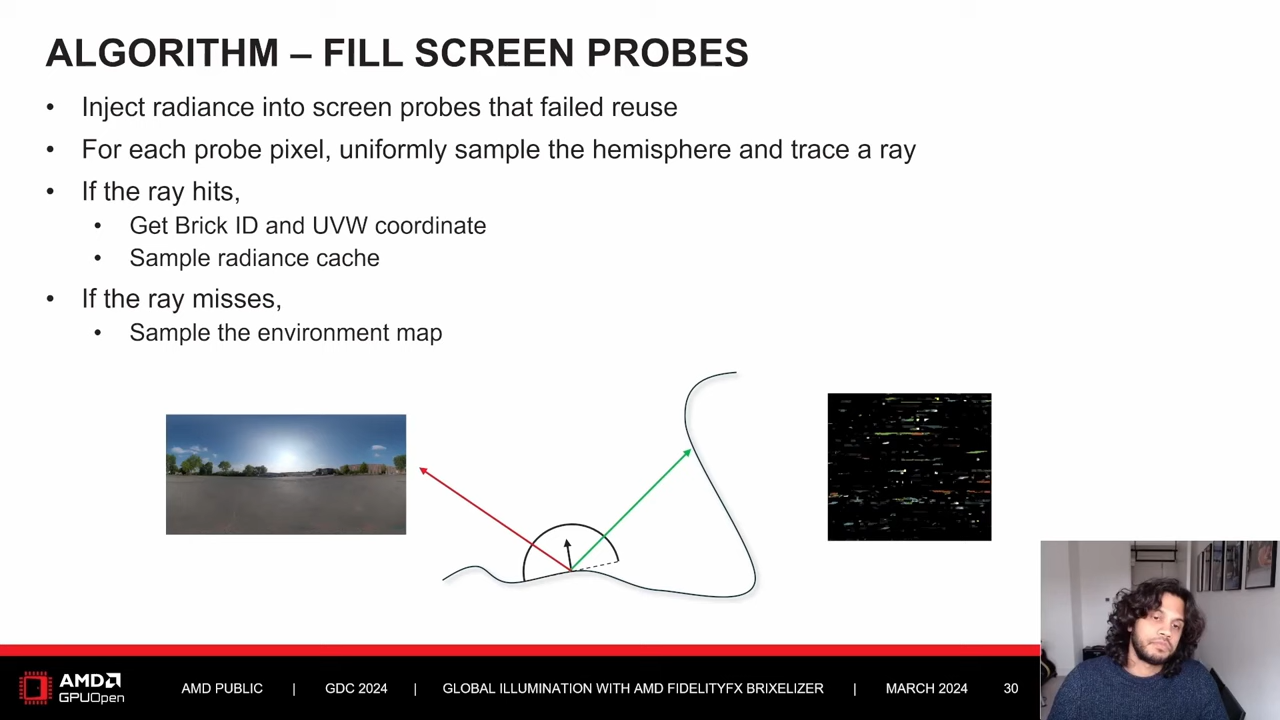 ALGORITHM – FILL SCREEN PROBES
• Inject radiance into screen probes that failed reuse
• For each probe pixel, uniformly sample the hemisphere and trace a ray
• If the ray hits,
• Get Brick ID and UVW coordinate
• Sample radiance cache
• If the ray misses,
• Sample the environment map
AMD
GPUOpen
AMD PUBLIC | GDC 2024 | GLOBAL ILLUMINATION WITH AMD FIDELITYFX BRIXELIZER | MARCH 2024 30